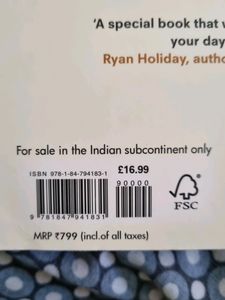 'A special book that w
your day
Ryan Holiday, autho
For sale in the Indian subcontinent only
ISBN 978-1-84-794183-1
£16.99
90000
9 781847 941831
FSC
MRP ₹799 (incl.of all taxes)